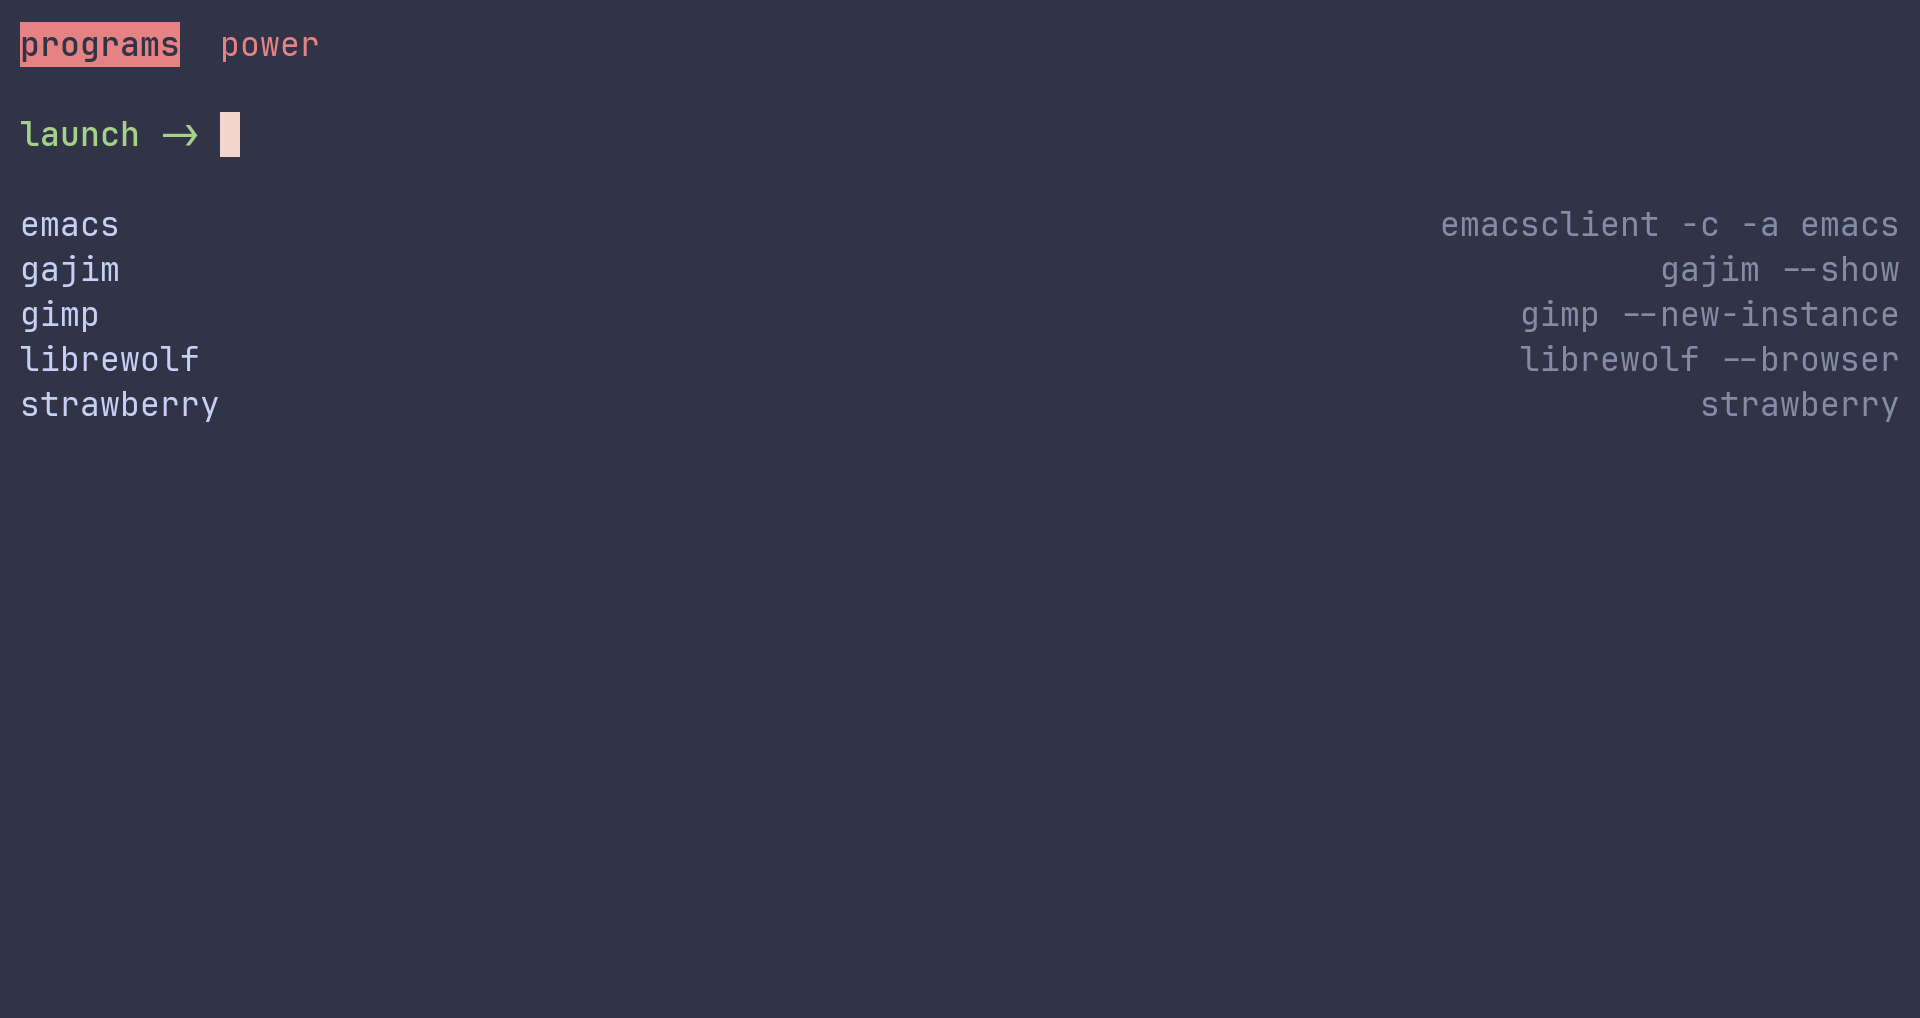 programs power
launch ->
emacs emacsclient -c -a emacs
gajim gajim --show
gimp gimp --new-instance
librewolf librewolf --browser
strawberry strawberry